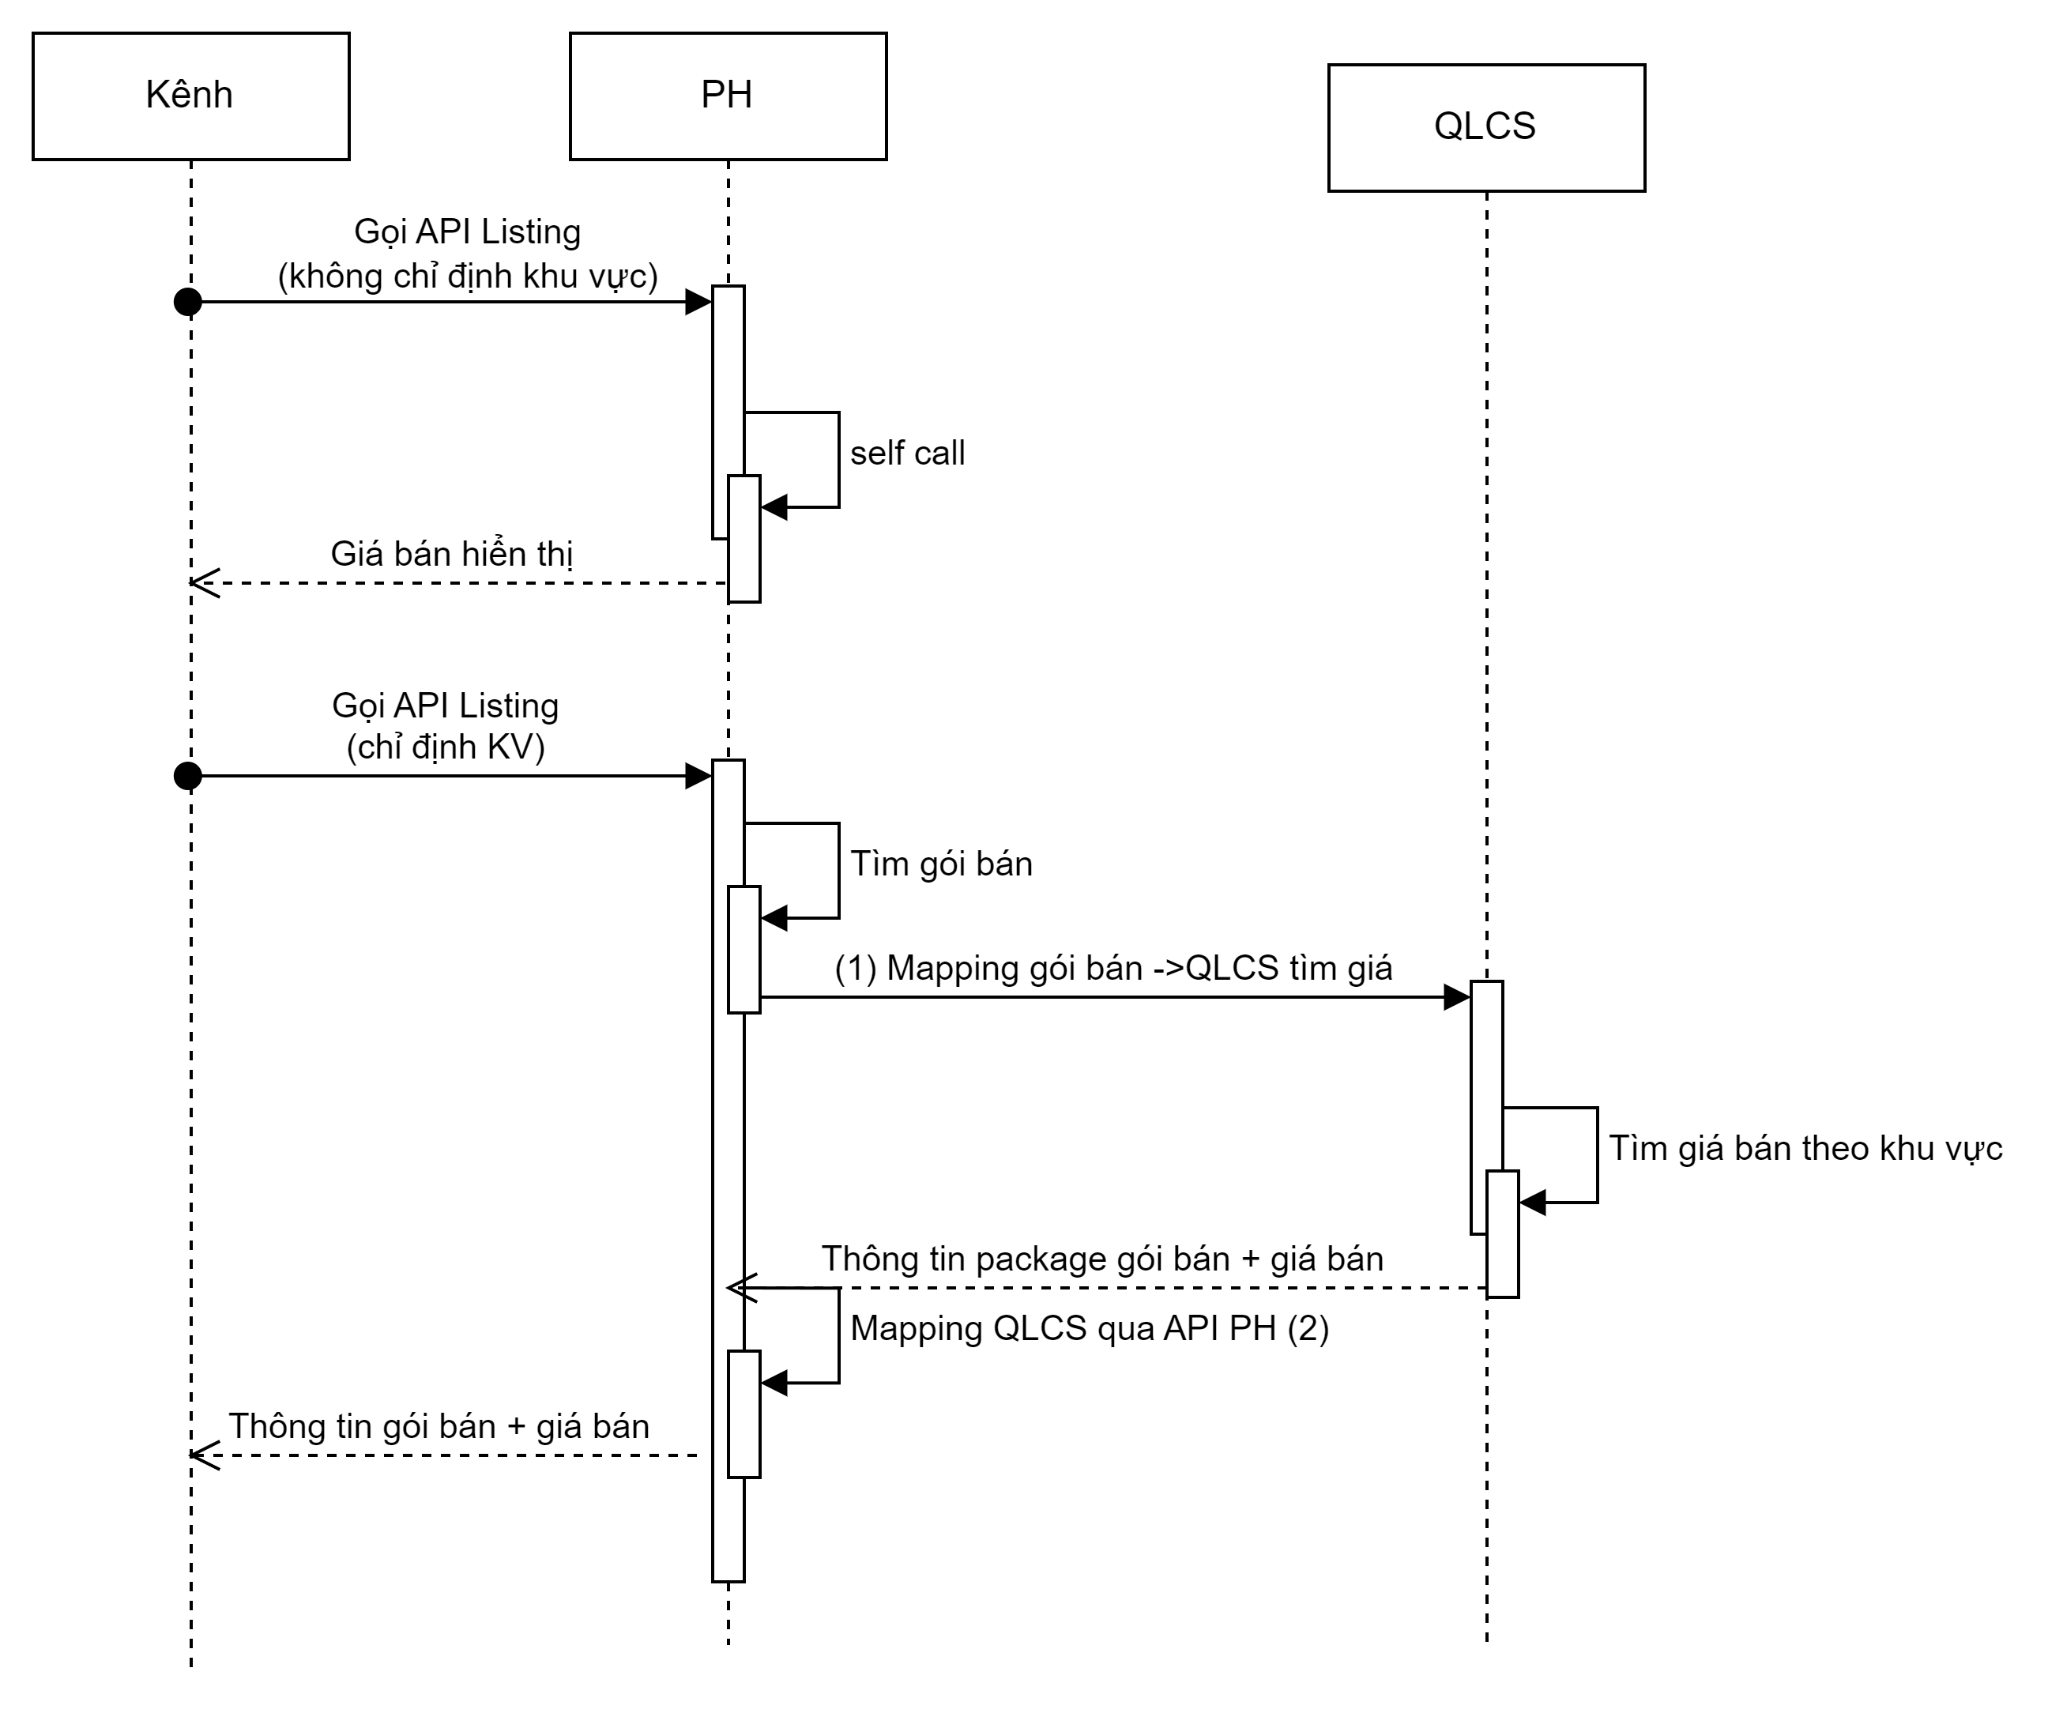 Kênh
PH
QLCS
Gọi API Listing
(không chỉ định khu vực)
self call
Giá bán hiển thị
Gọi API Listing
(chỉ định KV)
Tìm gói bán
(1) Mapping gói bán ->QLCS tìm giá
Tìm giá bán theo khu vực
Thông tin package gói bán + giá bán
Mapping QLCS qua API PH (2)
Thông tin gói bán + giá bán